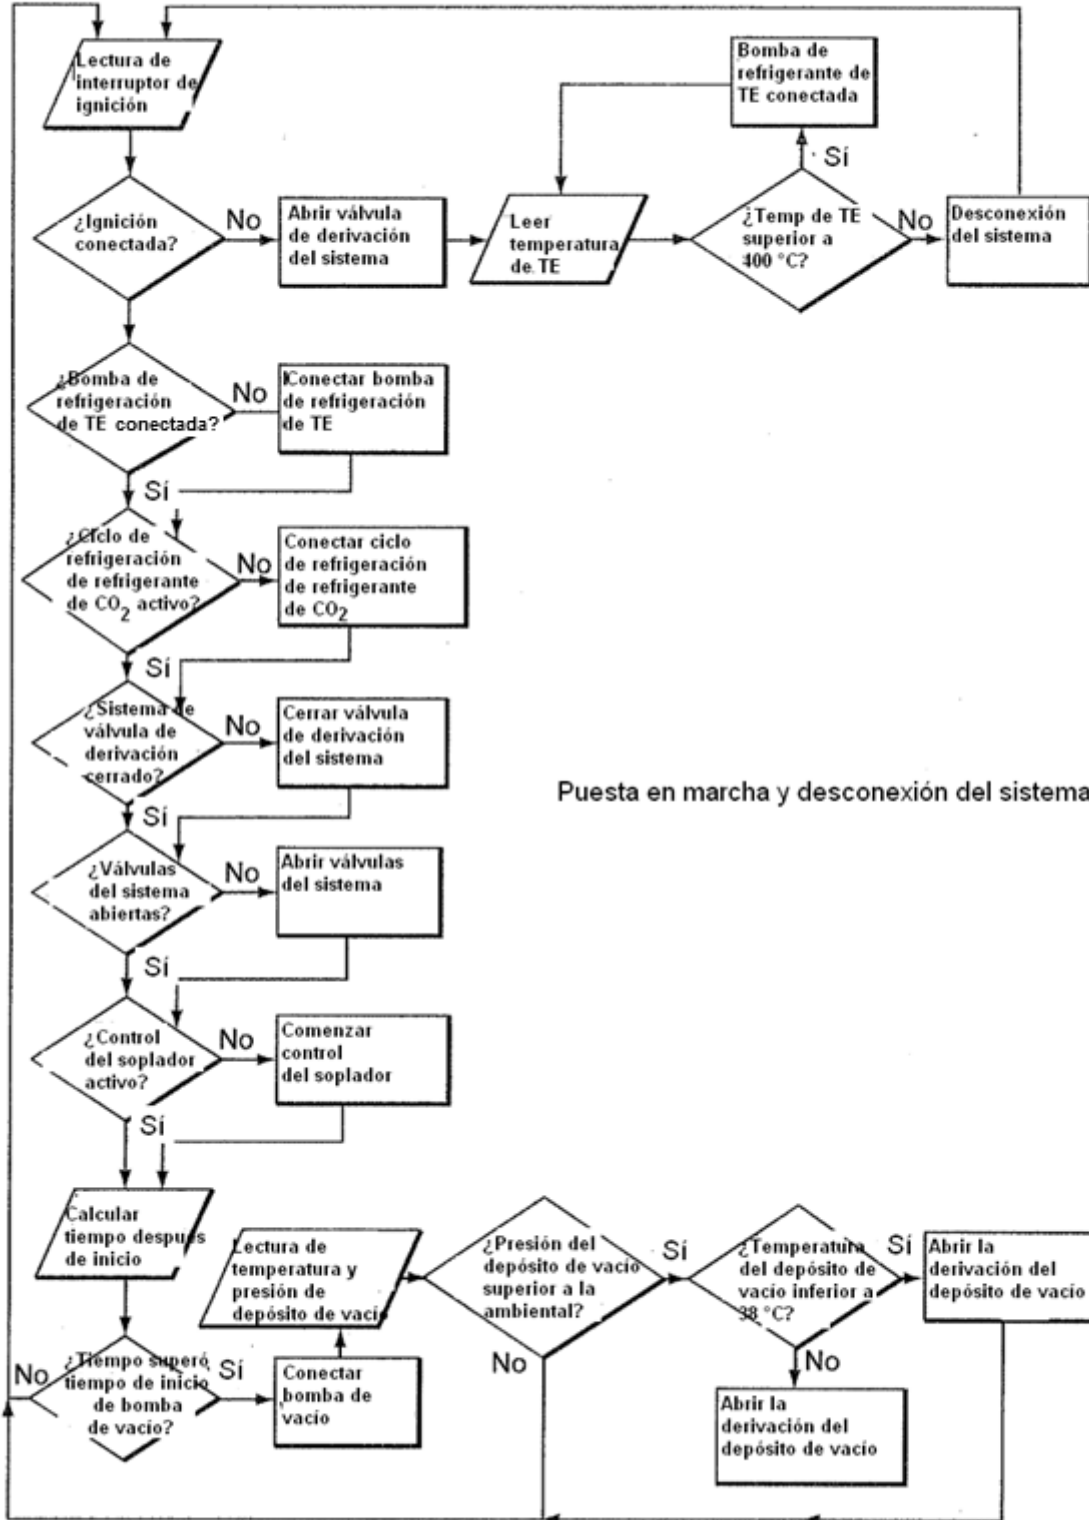 Lectura de
interruptor de
ignición
¿Ignición
conectada?
No
Abrir válvula
de derivación
del sistema
Leer
temperatura
de TE
¿Temp de TE
superior a
400 °C?
Sí
Bomba de
refrigerante de
TE conectada
No
Desconexión
del sistema
¿Bomba de
refrigeración
de TE conectada?
No
Conectar bomba
de refrigeración
de TE
Sí
¿Ciclo de
refrigeración
de refrigerante
de CO2 activo?
No
Conectar ciclo
de refrigeración
de refrigerante
de CO2
Sí
¿Sistema de
válvula de
derivación
cerrado?
No
Cerrar válvula
de derivación
del sistema
Sí
Puesta en marcha y desconexión del sistema
¿Válvulas
del sistema
abiertas?
No
Abrir válvulas
del sistema
Sí
¿Control
del soplador
activo?
No
Comenzar
control
del soplador
Sí
Calcular
tiempo después
de inicio
¿Tiempo superó
tiempo de inicio
de bomba
de vacío?
No
Sí
Conectar
bomba de
vacío
Lectura de
temperatura y
presión de
depósito de vacío
¿Presión del
depósito de vacío
superior a la
ambiental?
No
Sí
¿Temperatura
del depósito de
vacío inferior a
38 °C?
Sí
Abrir la
derivación del
depósito de vacío
No
Abrir la
derivación del
depósito de vacío